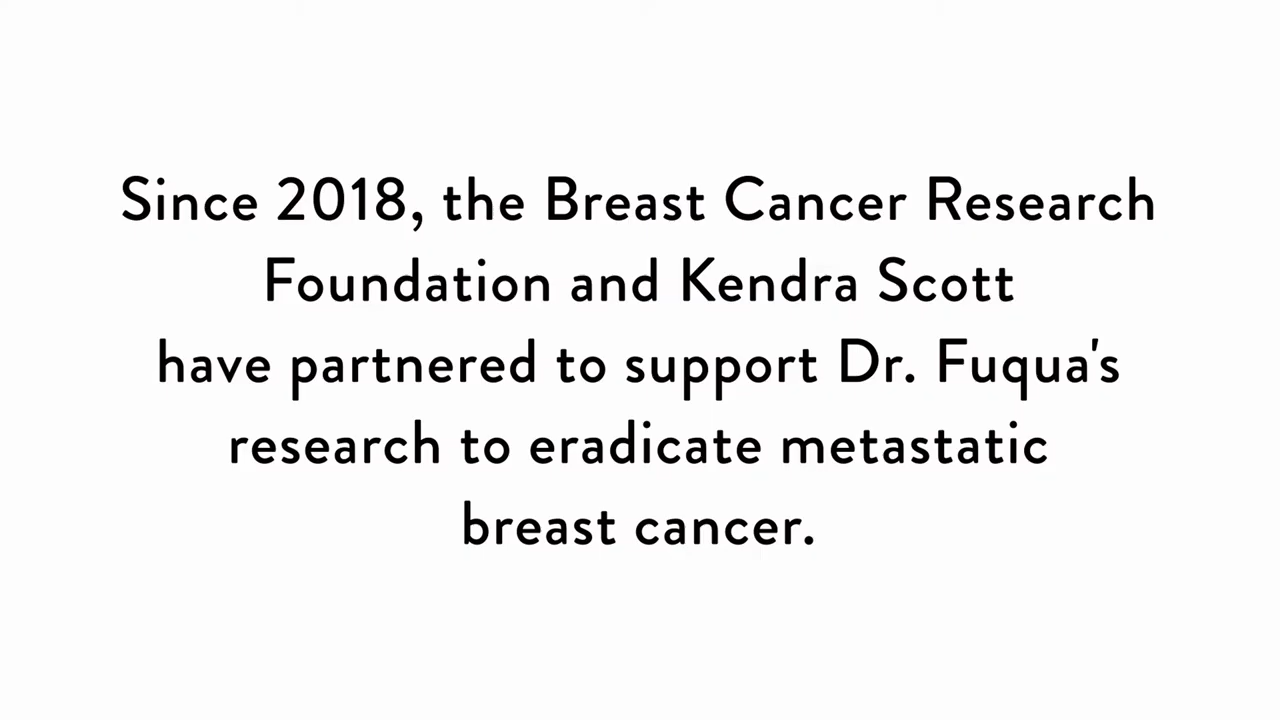 Since 2018, the Breast Cancer Research
Foundation and Kendra Scott
have partnered to support Dr. Fuqua's
research to eradicate metastatic
breast cancer.